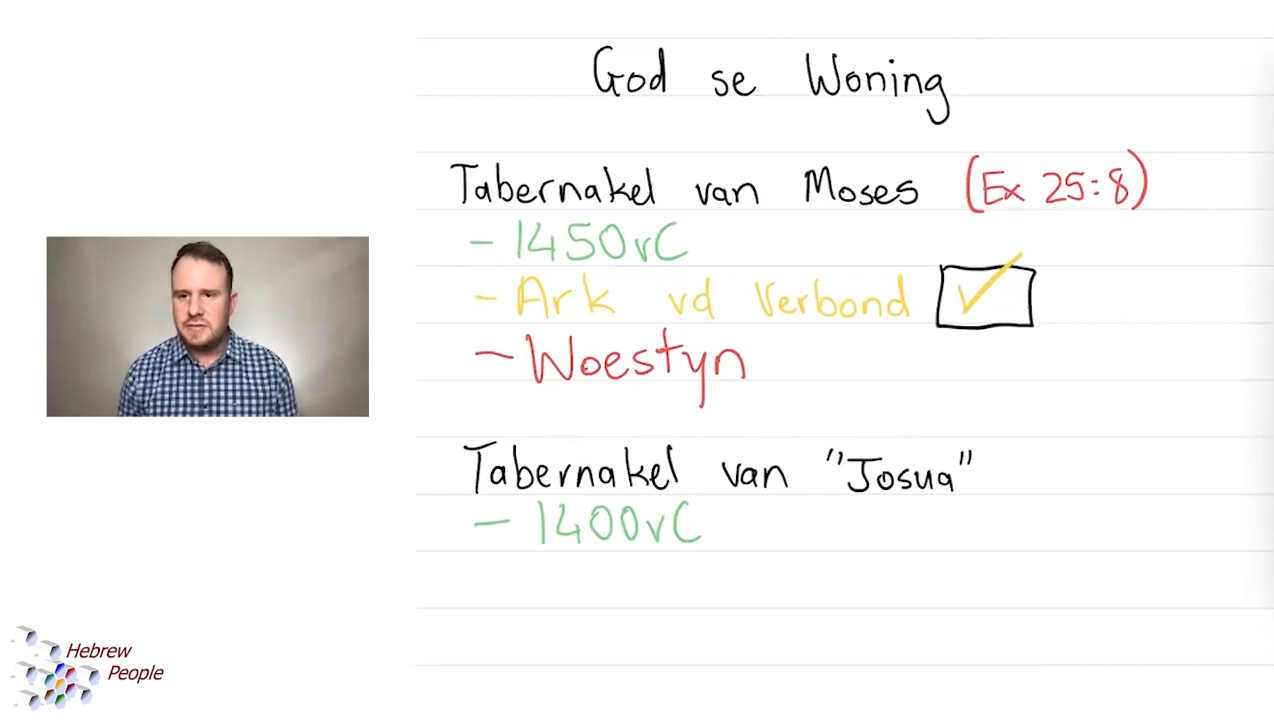 God se Woning
Tabernakel van Moses (Ex 25:8)
- 1450vC
- Ark vd Verbond
- Woestyn
Tabernakel van "Josua"
- 1400vC
Hebrew
People